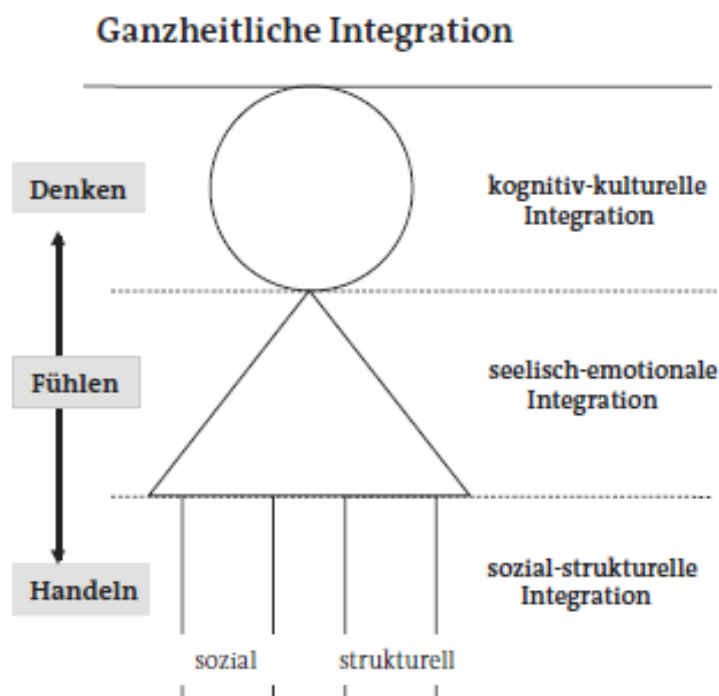 Ganzheitliche Integration
Denken
kognitiv-kulturelle
Integration
Fühlen
seelisch-emotionale
Integration
Handeln
sozial-strukturelle
Integration
sozial
strukturell